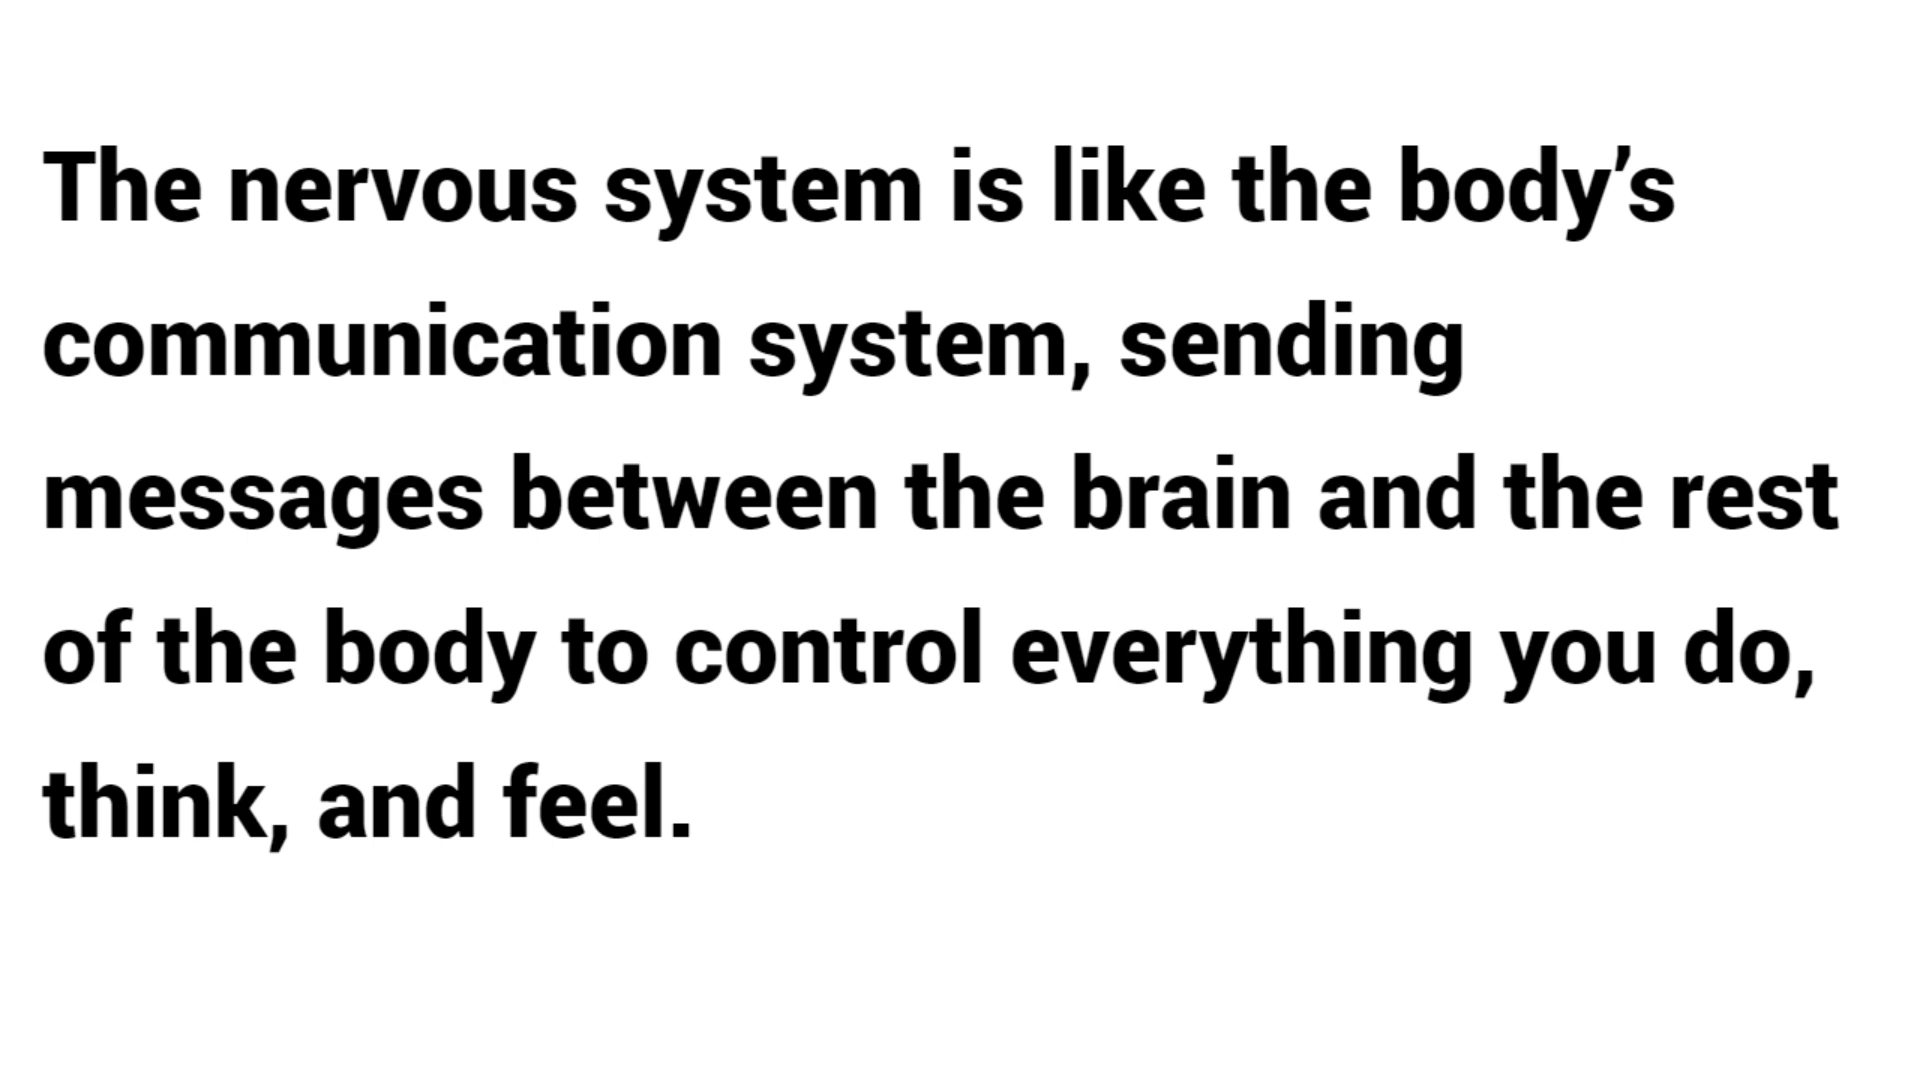 The nervous system is like the body’s
communication system, sending
messages between the brain and the rest
of the body to control everything you do,
think, and feel.